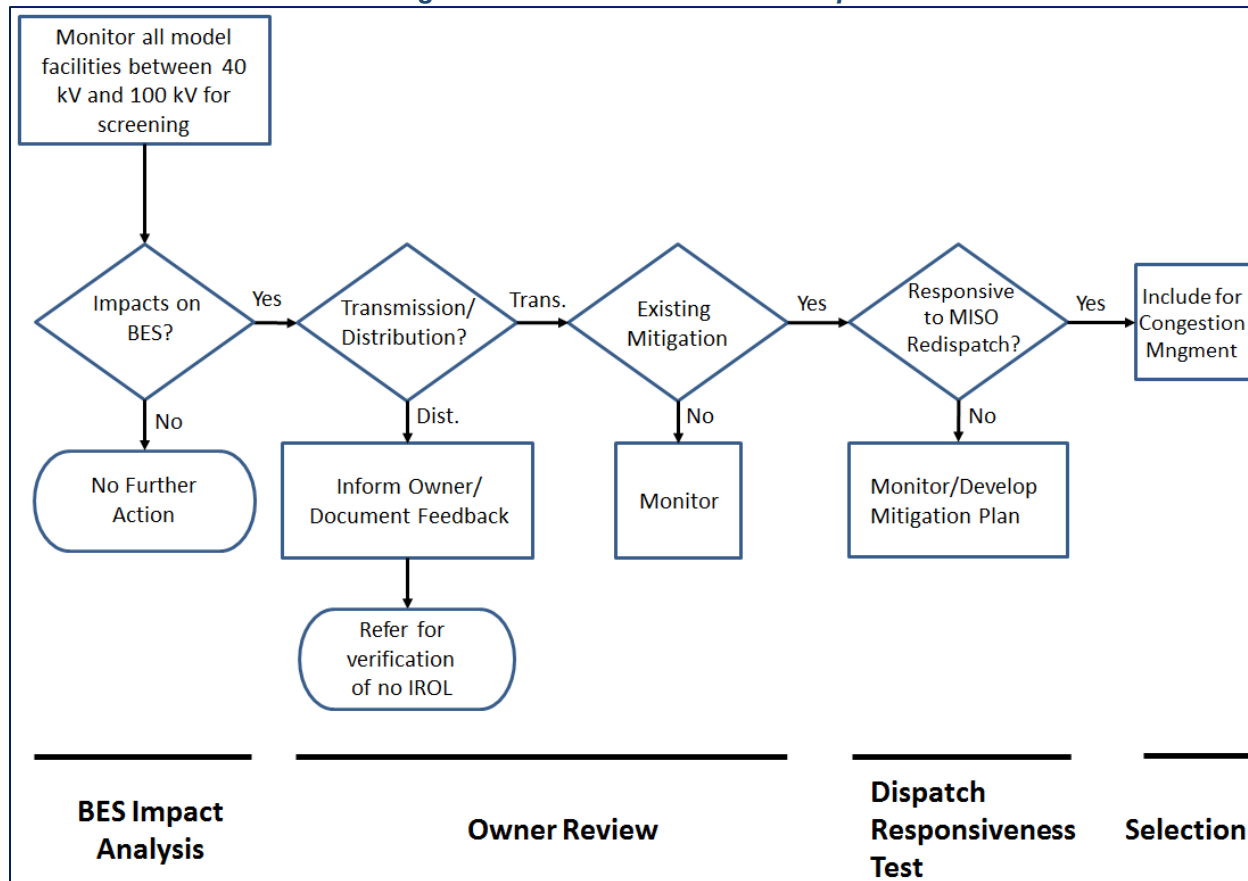 Monitor all model
facilities between 40
kV and 100 kV for
screening
Impacts on
BES?
Yes
Transmission/
Distribution?
Trans.
Existing
Mitigation
Yes
Responsive
to MISO
Redispatch?
Yes
Include for
Congestion
Mngment
No
Dist.
No
No
No Further
Action
Inform Owner/
Document Feedback
Monitor
Monitor/Develop
Mitigation Plan
Refer for
verification
of no IROL
BES Impact
Analysis
Owner Review
Dispatch
Responsiveness
Test
Selection